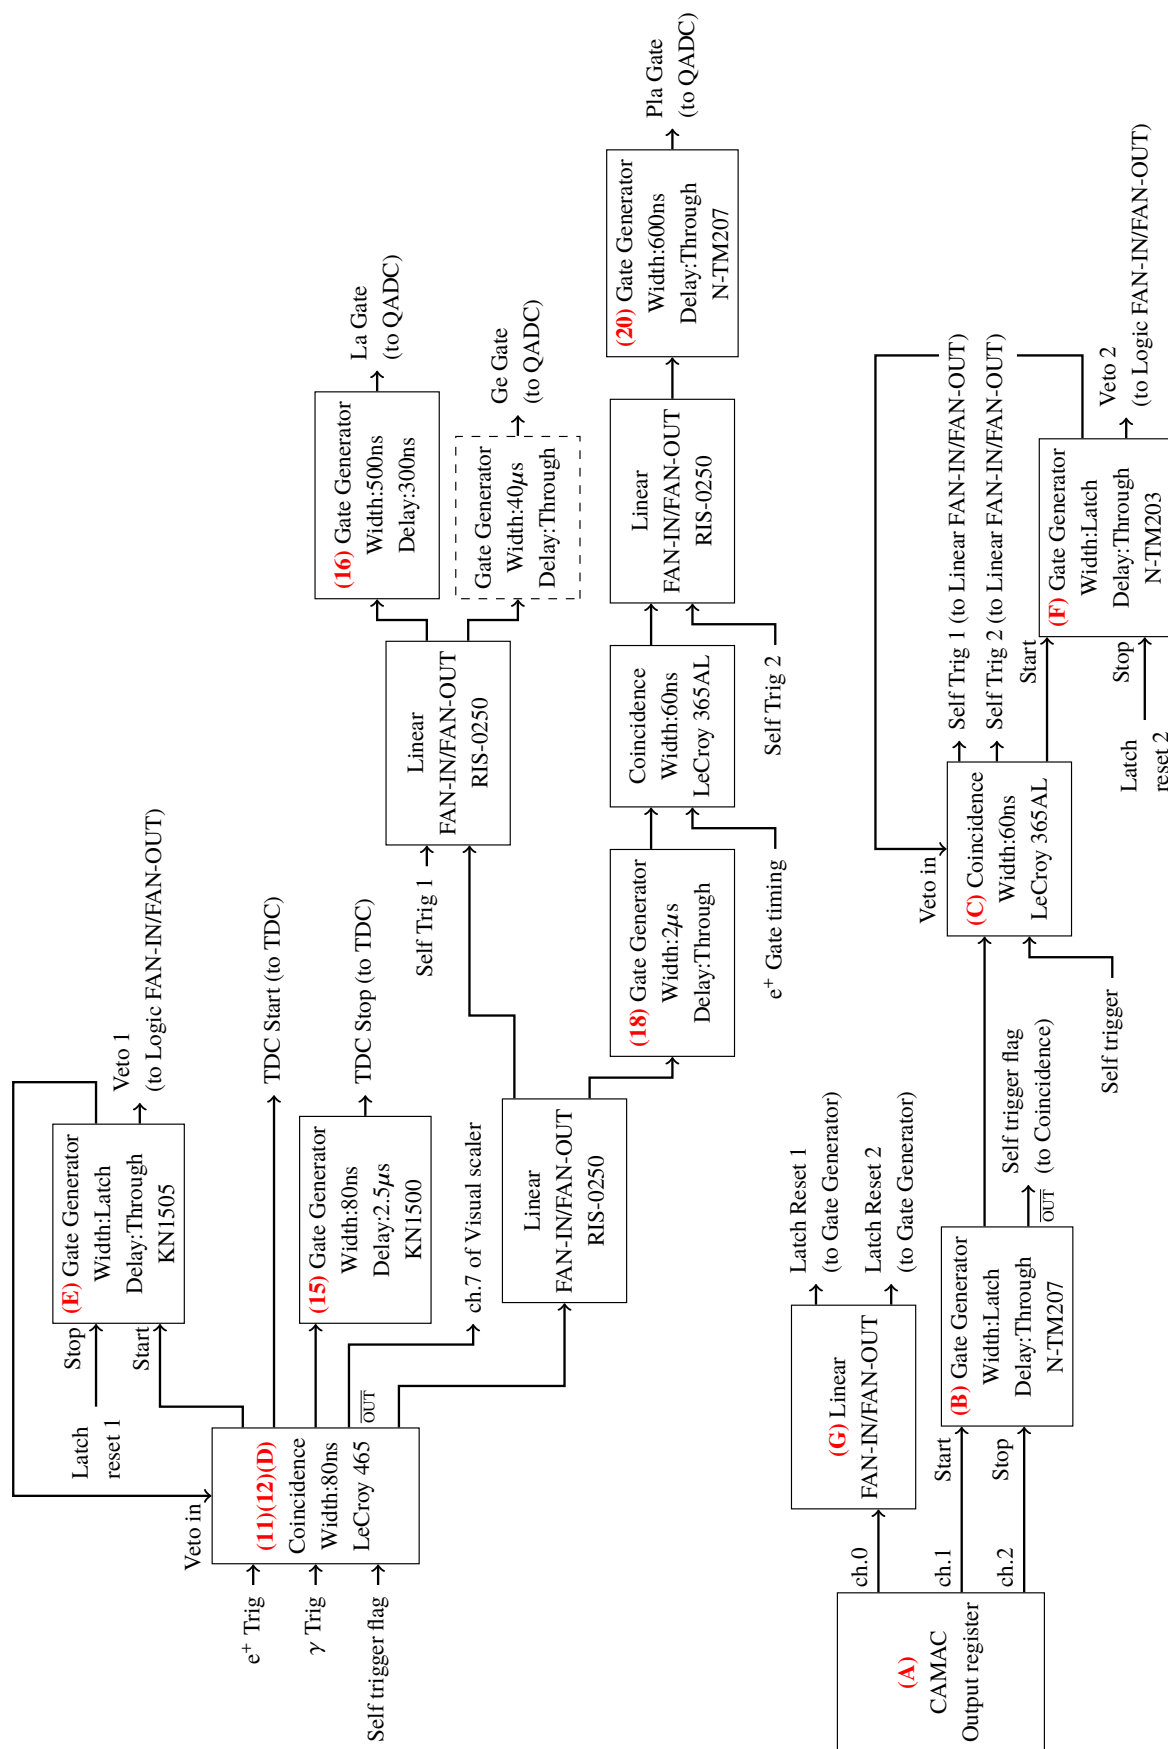 e⁺ Trig
γ Trig
Self trigger flag
Veto in
(11)(12)(D)
Coincidence
Width:80ns
LeCroy 465
OUT
Latch
reset 1
Stop
Start
(E) Gate Generator
Width:Latch
Delay:Through
KN1505
Veto 1
(to Logic FAN-IN/FAN-OUT)
TDC Start (to TDC)
(15) Gate Generator
Width:80ns
Delay:2.5μs
KN1500
TDC Stop (to TDC)
ch.7 of Visual scaler
Linear
FAN-IN/FAN-OUT
RIS-0250
Self Trig 1
Linear
FAN-IN/FAN-OUT
RIS-0250
(16) Gate Generator
Width:500ns
Delay:300ns
La Gate
(to QADC)
Gate Generator
Width:40μs
Delay:Through
Ge Gate
(to QADC)
(18) Gate Generator
Width:2μs
Delay:Through
e⁺ Gate timing
Coincidence
Width:60ns
LeCroy 365AL
Self Trig 2
Linear
FAN-IN/FAN-OUT
RIS-0250
(20) Gate Generator
Width:600ns
Delay:Through
N-TM207
Pla Gate
(to QADC)
(A)
CAMAC
Output register
ch.0
ch.1
ch.2
(G) Linear
FAN-IN/FAN-OUT
Latch Reset 1
(to Gate Generator)
Latch Reset 2
(to Gate Generator)
Start
Stop
(B) Gate Generator
Width:Latch
Delay:Through
N-TM207
OUT
Self trigger flag
(to Coincidence)
Self trigger
Veto in
(C) Coincidence
Width:60ns
LeCroy 365AL
Self Trig 1 (to Linear FAN-IN/FAN-OUT)
Self Trig 2 (to Linear FAN-IN/FAN-OUT)
Start
Stop
Latch
reset 2
(F) Gate Generator
Width:Latch
Delay:Through
N-TM203
Veto 2
(to Logic FAN-IN/FAN-OUT)